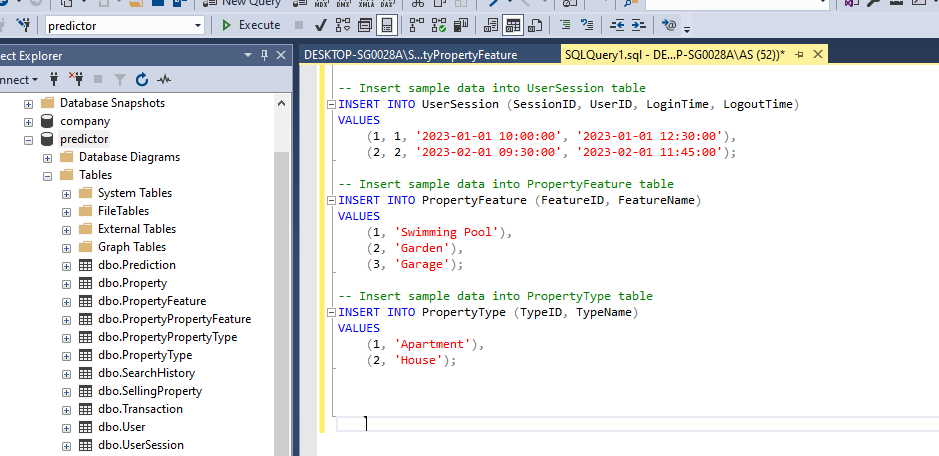 New Query
MDX
DMX
XMLA
DAX
predictor
Execute
ect Explorer
nnect
Database Snapshots
company
predictor
Database Diagrams
Tables
System Tables
FileTables
External Tables
Graph Tables
dbo.Prediction
dbo.Property
dbo.PropertyFeature
dbo.PropertyPropertyFeature
dbo.PropertyPropertyType
dbo.PropertyType
dbo.SearchHistory
dbo.SellingProperty
dbo.Transaction
dbo.User
dbo.UserSession
DESKTOP-SG0028A\S...tyPropertyFeature
SQLQuery1.sql - DE...P-SG0028A\AS (52))*
-- Insert sample data into UserSession table
INSERT INTO UserSession (SessionID, UserID, LoginTime, LogoutTime)
VALUES
(1, 1, '2023-01-01 10:00:00', '2023-01-01 12:30:00'),
(2, 2, '2023-02-01 09:30:00', '2023-02-01 11:45:00');
-- Insert sample data into PropertyFeature table
INSERT INTO PropertyFeature (FeatureID, FeatureName)
VALUES
(1, 'Swimming Pool'),
(2, 'Garden'),
(3, 'Garage');
-- Insert sample data into PropertyType table
INSERT INTO PropertyType (TypeID, TypeName)
VALUES
(1, 'Apartment'),
(2, 'House');